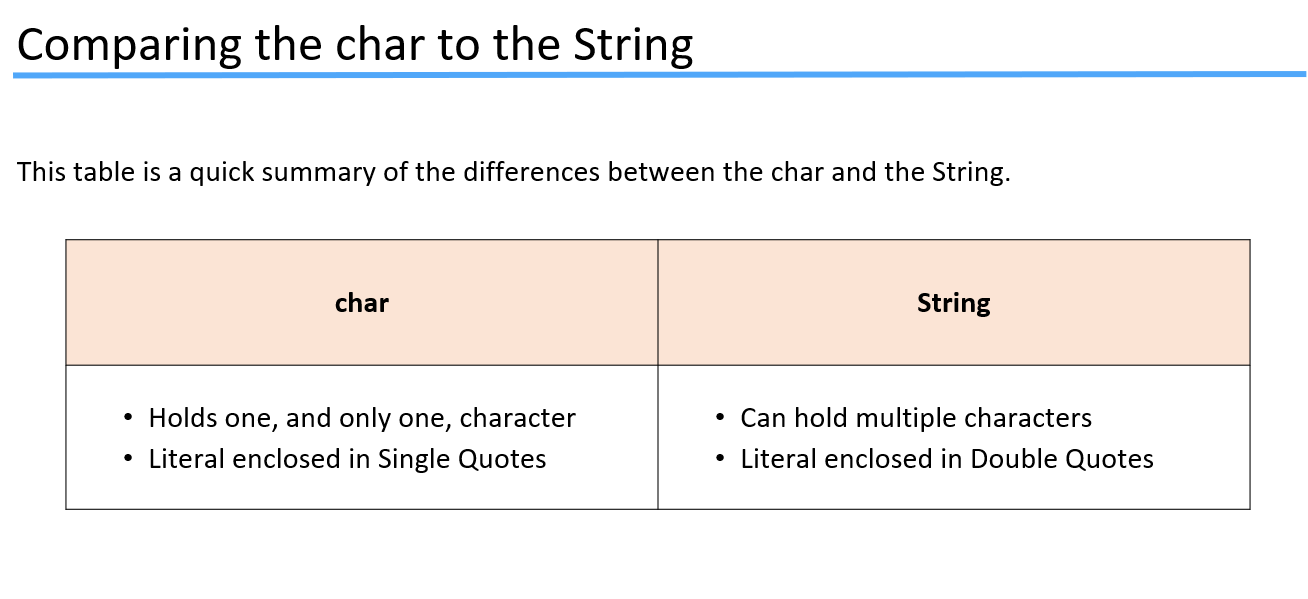 Comparing the char to the String
This table is a quick summary of the differences between the char and the String.
char
String
• Holds one, and only one, character
• Literal enclosed in Single Quotes
• Can hold multiple characters
• Literal enclosed in Double Quotes